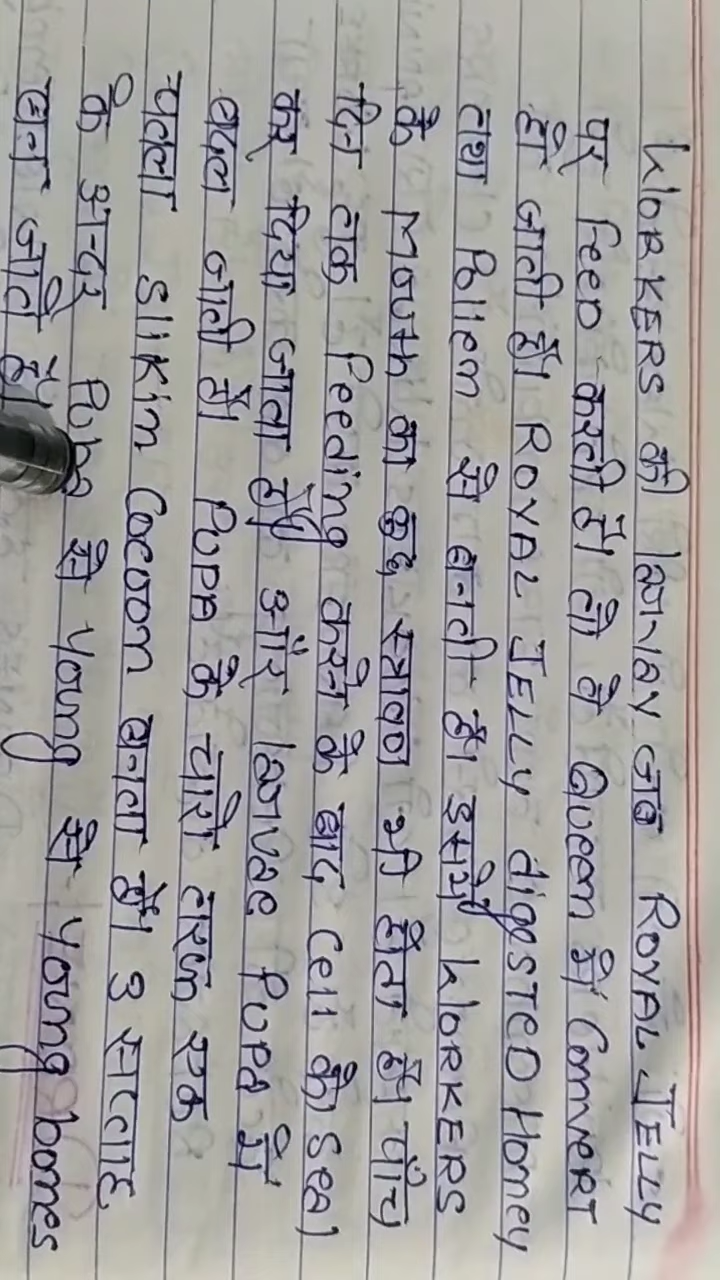 WORKERS की larvay जब ROYAL JELLY
पर feed करती है। तो वे Queen में Convert
हो जाती है। ROYAL JELLY digested Honey
तथा Pollen से बनती है। इसमें WORKERS
के Mouth का कुछ स्त्रावण भी होता है। पाँच
दिन तक feeding करने के बाद Cell को Seal
कर दिया जाता है। और larvae Pupa में
बदल जाती है। Pupa के चारो तरफ एक
पतला slikim Cocoon बनता है। 3 सप्ताह
के अन्दर Pupa से young से young bones
बन जाते है।